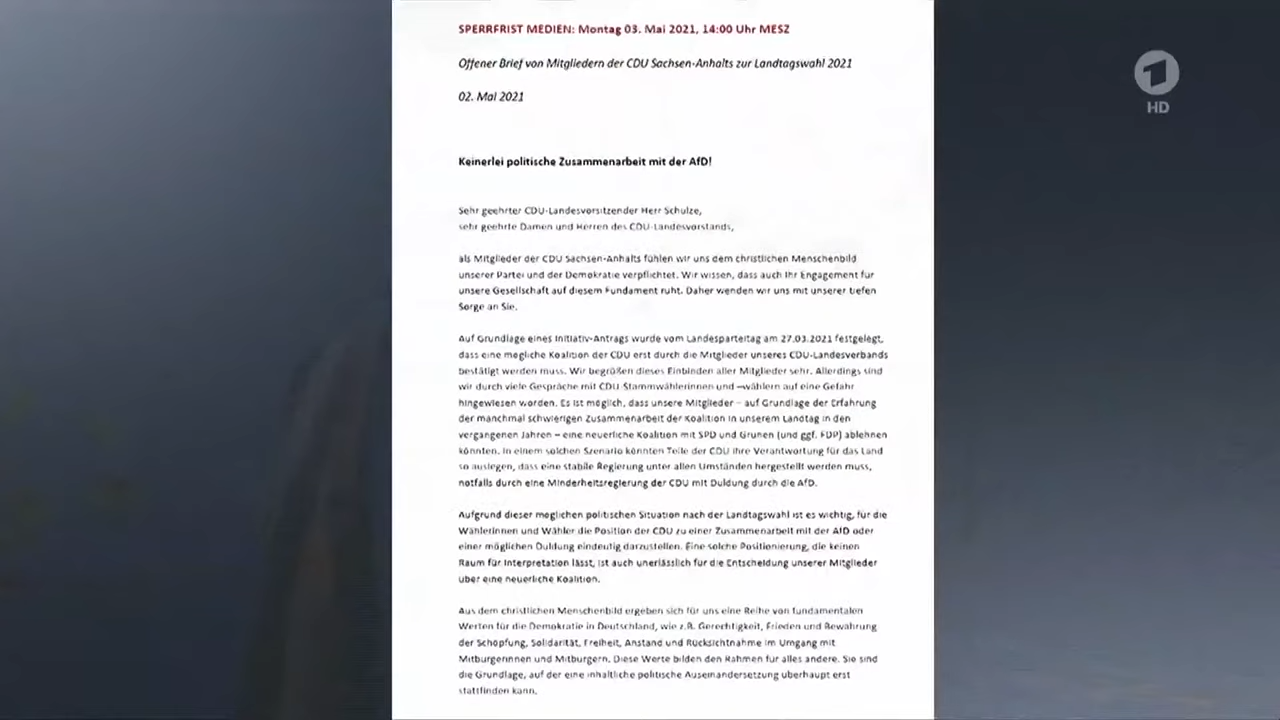 SPERRFRIST MEDIEN: Montag 03. Mai 2021, 14:00 Uhr MESZ
Offener Brief von Mitgliedern der CDU Sachsen-Anhalts zur Landtagswahl 2021
1
HD
02. Mai 2021
Keinerlei politische Zusammenarbeit mit der AfD!
Sehr geehrter CDU-Landesvorsitzender Herr Schulze,
sehr geehrte Damen und Herren des CDU-Landesvorstands,
als Mitglieder der CDU Sachsen-Anhalts fühlen wir uns dem christlichen Menschenbild
unserer Partei und der Demokratie verpflichtet. Wir wissen, dass auch Ihr Engagement für
unsere Gesellschaft auf diesem Fundament ruht. Daher wenden wir uns mit unserer tiefen
Sorge an Sie.
Auf Grundlage eines Initiativ-Antrags wurde vom Landesparteitag am 27.03.2021 festgelegt,
dass eine mögliche Koalition der CDU erst durch die Mitglieder unseres CDU-Landesverbands
bestätigt werden muss. Wir begrüßen dieses Einbinden aller Mitglieder sehr. Allerdings sind
wir durch viele Gespräche mit CDU-Stammwählerinnen und –wählern auf eine Gefahr
hingewiesen worden. Es ist möglich, dass unsere Mitglieder – auf Grundlage der Erfahrung
der manchmal schwierigen Zusammenarbeit der Koalition in unserem Landtag in den
vergangenen Jahren – eine neuerliche Koalition mit SPD und Grünen (und ggf. FDP) ablehnen
könnten. In einem solchen Szenario könnten Teile der CDU ihre Verantwortung für das Land
so auslegen, dass eine stabile Regierung unter allen Umständen hergestellt werden muss,
notfalls durch eine Minderheitsregierung der CDU mit Duldung durch die AfD.
Aufgrund dieser möglichen politischen Situation nach der Landtagswahl ist es wichtig, für die
Wählerinnen und Wähler die Position der CDU zu einer Zusammenarbeit mit der AfD oder
einer möglichen Duldung eindeutig darzustellen. Eine solche Positionierung, die keinen
Raum für Interpretation lässt, ist auch unerlässlich für die Entscheidung unserer Mitglieder
über eine neuerliche Koalition.
Aus dem christlichen Menschenbild ergeben sich für uns eine Reihe von fundamentalen
Werten für die Demokratie in Deutschland, wie z.B. Gerechtigkeit, Frieden und Bewahrung
der Schöpfung, Solidarität, Freiheit, Anstand und Rücksichtnahme im Umgang mit
Mitbürgerinnen und Mitbürgern. Diese Werte bilden den Rahmen für alles andere. Sie sind
die Grundlage, auf der eine inhaltliche politische Auseinandersetzung überhaupt erst
stattfinden kann.